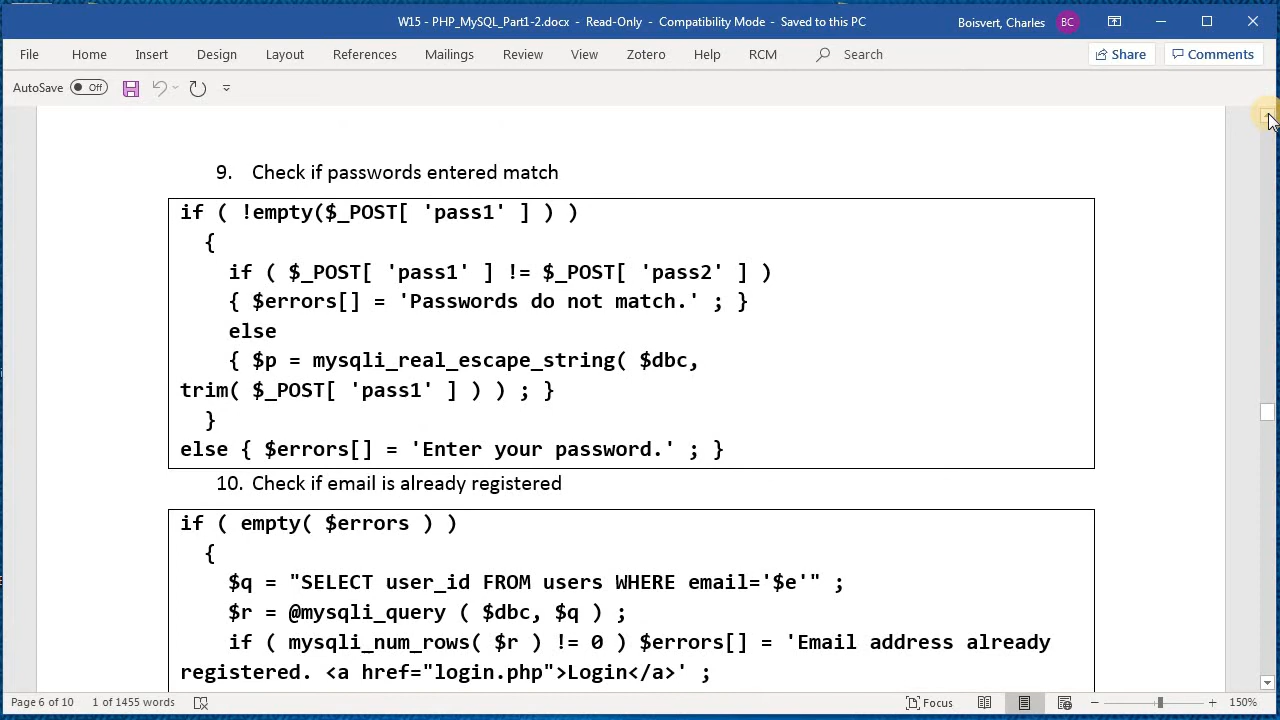 W15 - PHP_MySQL_Part1-2.docx - Read-Only - Compatibility Mode - Saved to this PC
Boisvert, Charles BC
File Home Insert Design Layout References Mailings Review View Zotero Help RCM Search Share Comments
AutoSave Off
9. Check if passwords entered match
if ( !empty($_POST[ 'pass1' ] ) )
{
if ( $_POST[ 'pass1' ] != $_POST[ 'pass2' ] )
{ $errors[] = 'Passwords do not match.' ; }
else
{ $p = mysqli_real_escape_string( $dbc,
trim( $_POST[ 'pass1' ] ) ) ; }
}
else { $errors[] = 'Enter your password.' ; }
10. Check if email is already registered
if ( empty( $errors ) )
{
$q = "SELECT user_id FROM users WHERE email='$e'" ;
$r = @mysqli_query ( $dbc, $q ) ;
if ( mysqli_num_rows( $r ) != 0 ) $errors[] = 'Email address already
registered. <a href="login.php">Login</a>' ;
Page 6 of 10 1 of 1455 words Focus 150%